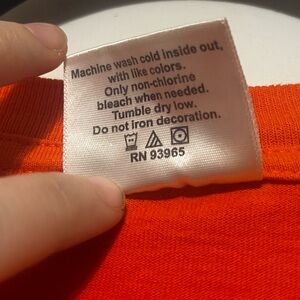 Machine wash cold inside out,
with like colors.
Only non-chlorine
bleach when needed.
Tumble dry low.
Do not iron decoration.
RN 93965